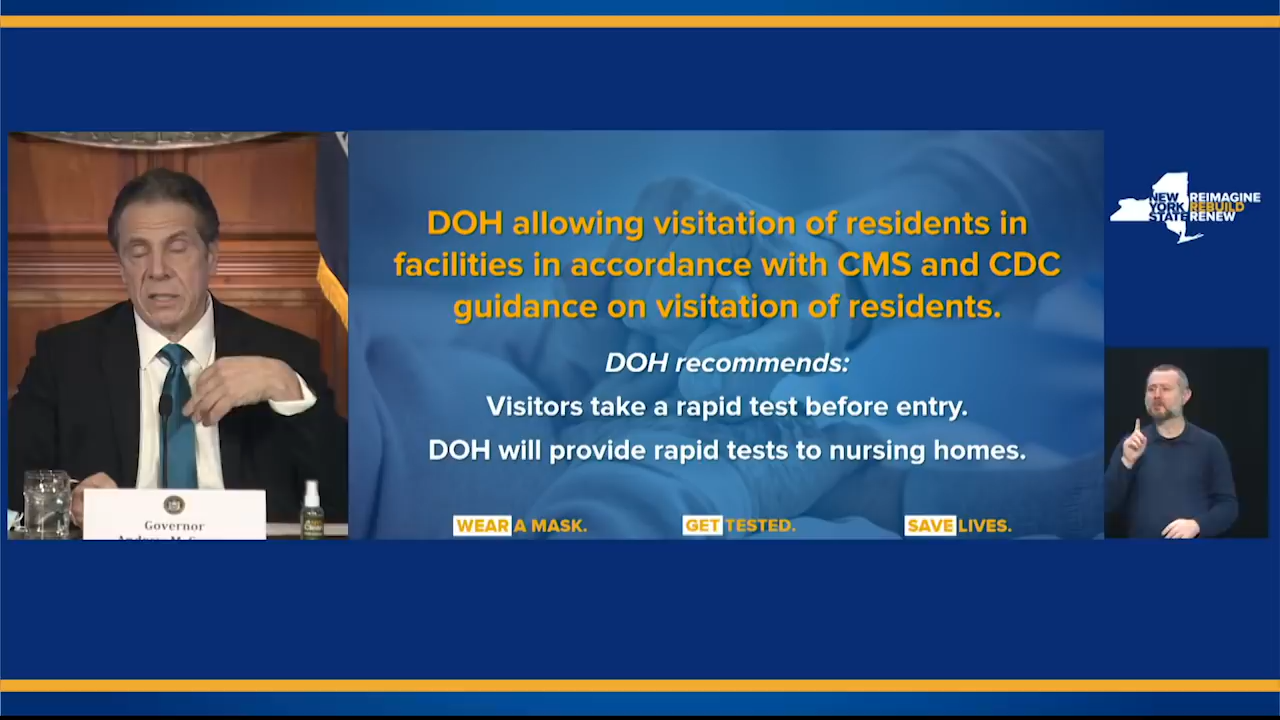 DOH allowing visitation of residents in
facilities in accordance with CMS and CDC
guidance on visitation of residents.
DOH recommends:
Visitors take a rapid test before entry.
DOH will provide rapid tests to nursing homes.
WEAR A MASK. GET TESTED. SAVE LIVES.
Governor
NEW REIMAGINE
YORK REBUILD
STATE RENEW